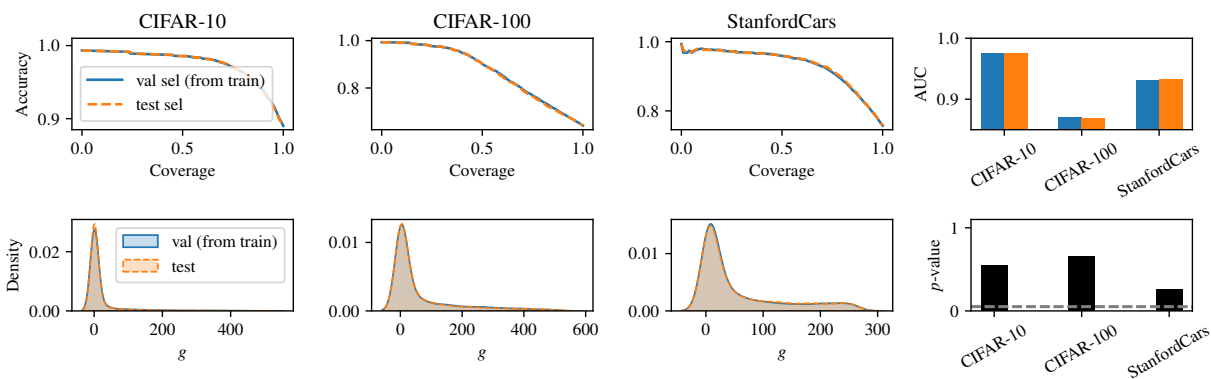 CIFAR-10
1.0
0.9
Accuracy
val sel (from train)
test sel
0.0
0.5
1.0
Coverage
CIFAR-100
1.0
0.8
0.0
0.5
1.0
Coverage
StanfordCars
1.0
0.8
0.0
0.5
1.0
Coverage
1.0
0.9
AUC
CIFAR-10
CIFAR-100
StanfordCars
0.02
0.00
Density
val (from train)
test
0
200
400
g
0.01
0.00
0
200
400
600
g
0.01
0.00
0
100
200
300
g
1
0
p-value
CIFAR-10
CIFAR-100
StanfordCars